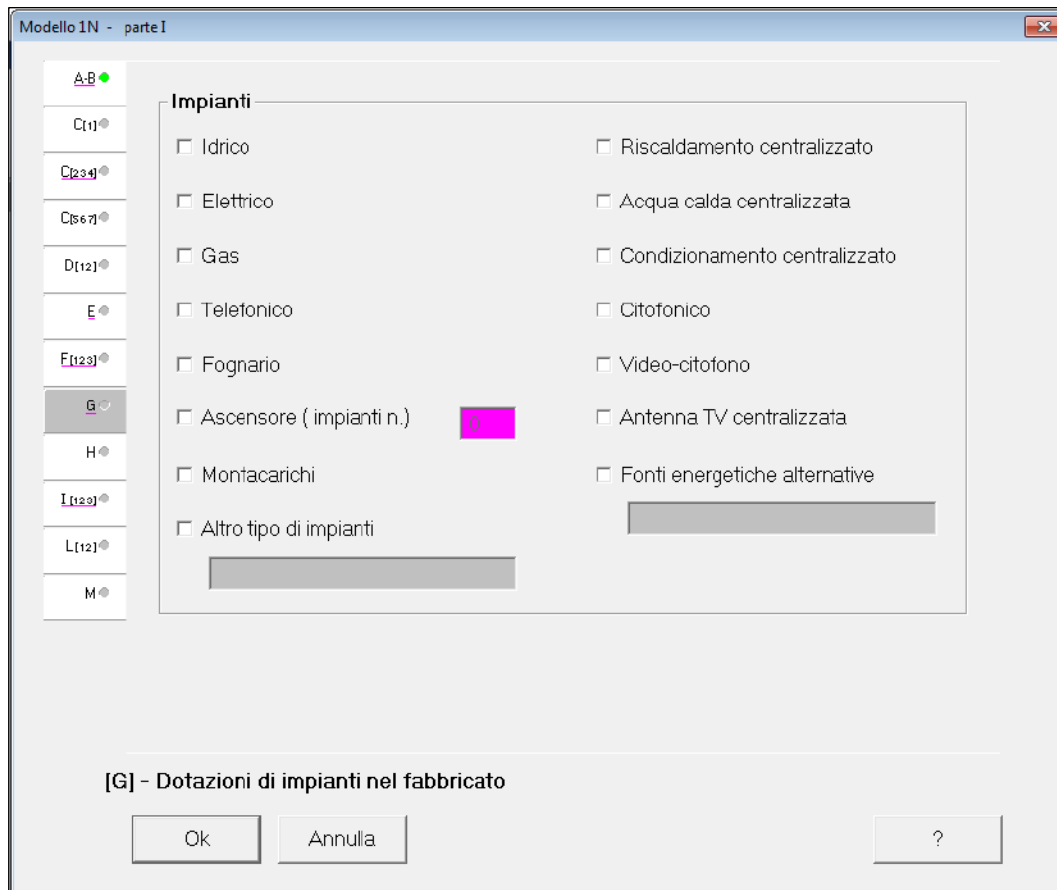 Modello 1N - parte I
A-B
C[1]
C[234]
C[567]
D[12]
E
F[123]
G
H
I[123]
L[12]
M
Impianti
Idrico
Elettrico
Gas
Telefonico
Fognario
Ascensore ( impianti n.) 0
Montacarichi
Altro tipo di impianti
Riscaldamento centralizzato
Acqua calda centralizzata
Condizionamento centralizzato
Citofonico
Video-citofono
Antenna TV centralizzata
Fonti energetiche alternative
[G] - Dotazioni di impianti nel fabbricato
Ok
Annulla
?